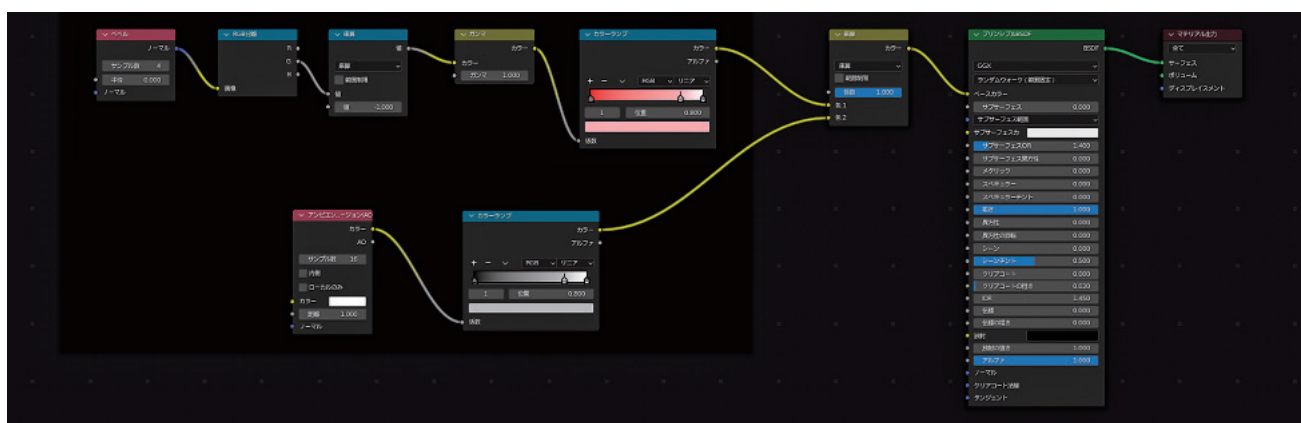 ベベル
ノーマル
サンプル数 4
半径 0.000
ノーマル
RGB分離
R
G
B
画像
乗算
値
乗算
範囲制限
値
値 -1.000
ガンマ
カラー
カラー
ガンマ 1.000
カラーランプ
カラー
アルファ
RGB リニア
1 位置 0.800
係数
アンビエン...ージョン(AO)
カラー
AO
サンプル数 16
内側
ローカルのみ
カラー
距離 1.000
ノーマル
カラーランプ
カラー
アルファ
RGB リニア
1 位置 0.800
係数
乗算
カラー
乗算
範囲制限
係数 1.000
色1
色2
プリンシプルBSDF
BSDF
GGX
ランダムウォーク(範囲固定)
ベースカラー
サブサーフェス 0.000
サブサーフェス範囲
サブサーフェスカ
サブサーフェスIOR 1.400
サブサーフェス異方性 0.000
メタリック 0.000
スペキュラー 0.000
スペキュラーチント 0.000
粗さ 1.000
異方性 0.000
異方性の回転 0.000
シーン 0.000
シーンチント 0.500
クリアコート 0.000
クリアコートの粗さ 0.030
IOR 1.450
伝播 0.000
伝播の粗さ 0.000
放射
放射の強さ 1.000
アルファ 1.000
ノーマル
クリアコート法線
タンジェント
マテリアル出力
全て
サーフェス
ボリューム
ディスプレイスメント